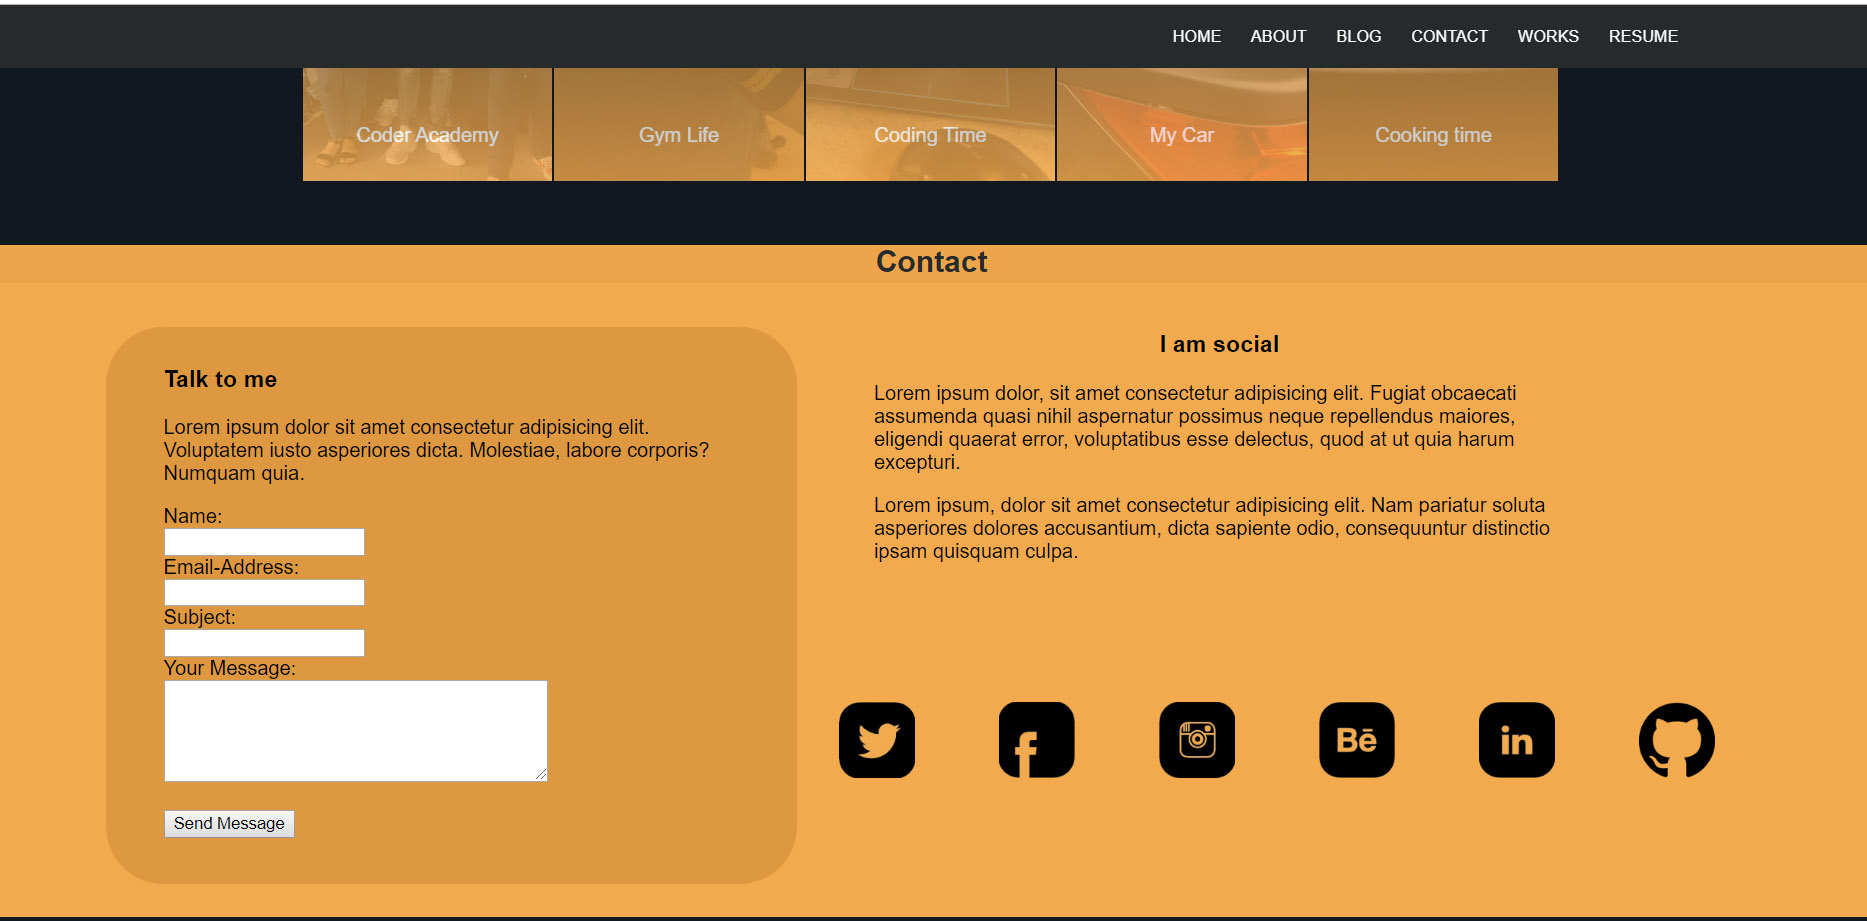 HOME ABOUT BLOG CONTACT WORKS RESUME
Coder Academy Gym Life Coding Time My Car Cooking time
Contact
Talk to me
Lorem ipsum dolor sit amet consectetur adipisicing elit.
Voluptatem iusto asperiores dicta. Molestiae, labore corporis?
Numquam quia.
Name:
Email-Address:
Subject:
Your Message:
Send Message
I am social
Lorem ipsum dolor, sit amet consectetur adipisicing elit. Fugiat obcaecati
assumenda quasi nihil aspernatur possimus neque repellendus maiores,
eligendi quaerat error, voluptatibus esse delectus, quod at ut quia harum
excepturi.
Lorem ipsum, dolor sit amet consectetur adipisicing elit. Nam pariatur soluta
asperiores dolores accusantium, dicta sapiente odio, consequuntur distinctio
ipsam quisquam culpa.
f Bē in